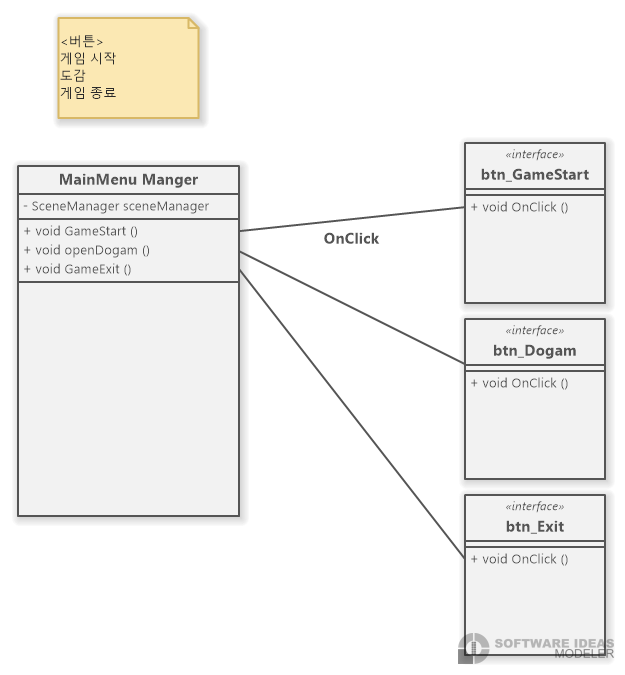 <버튼>
게임 시작
도감
게임 종료
MainMenu Manger
- SceneManager sceneManager
+ void GameStart ()
+ void openDogam ()
+ void GameExit ()
OnClick
«interface»
btn_GameStart
+ void OnClick ()
«interface»
btn_Dogam
+ void OnClick ()
«interface»
btn_Exit
+ void OnClick ()
SOFTWARE IDEAS
MODELER